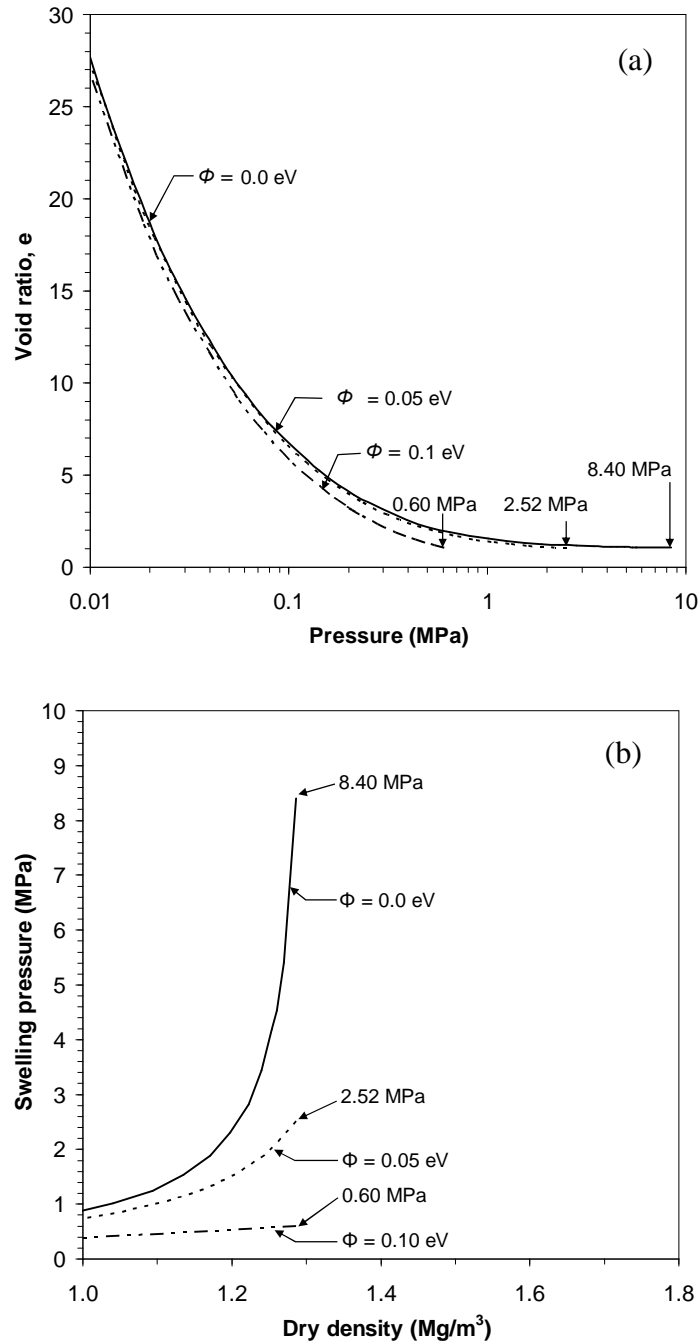 30
(a)
25
Φ = 0.0 eV
20
Void ratio, e
15
10
Φ = 0.05 eV
Φ = 0.1 eV
8.40 MPa
5
0.60 MPa
2.52 MPa
0
0.01
0.1
1
10
Pressure (MPa)
10
(b)
9
8.40 MPa
8
7
Φ = 0.0 eV
6
Swelling pressure (MPa)
5
4
3
2.52 MPa
2
Φ = 0.05 eV
0.60 MPa
1
Φ = 0.10 eV
0
1.0
1.2
1.4
1.6
1.8
Dry density (Mg/m³)